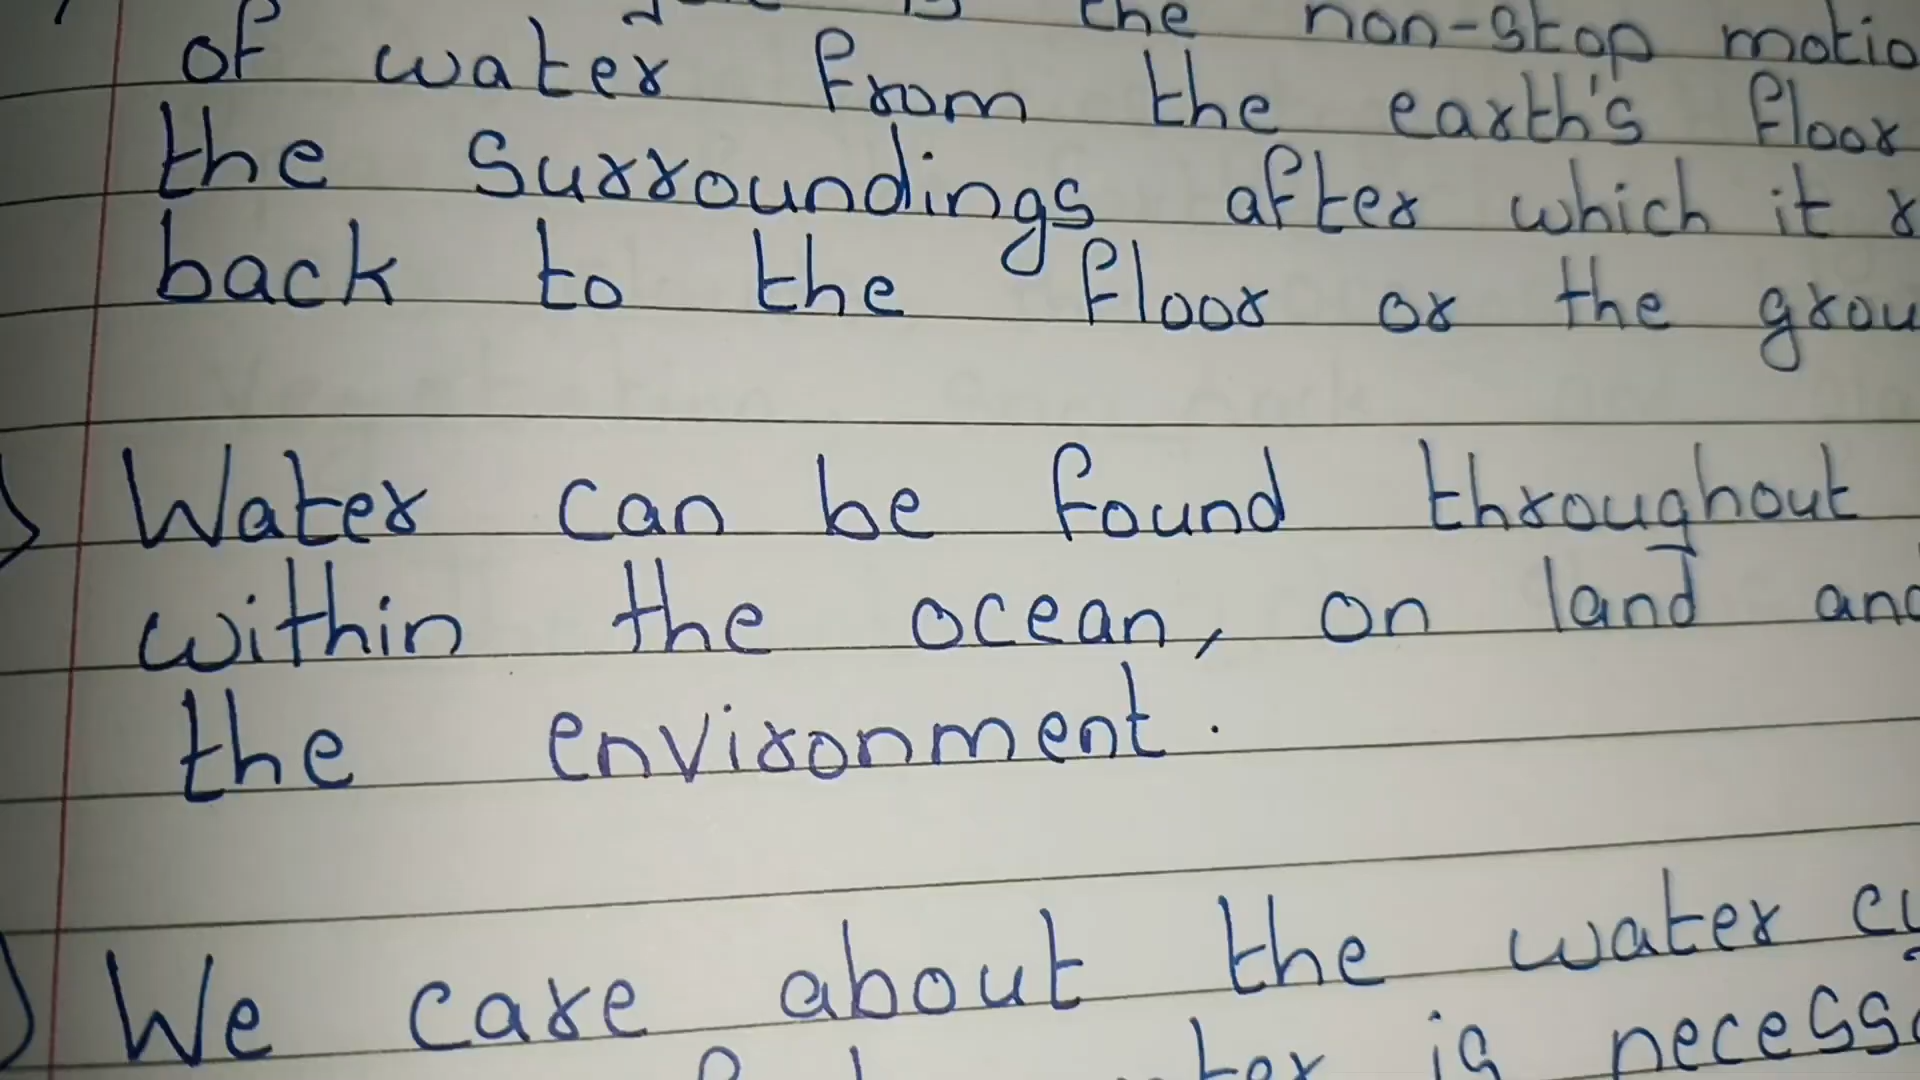 the non-stop
of water from the earth's floor
the surroundings after which it
back to the floor or the
Water can be found throughout
within the ocean, on land
the environment.
We care about the water
is